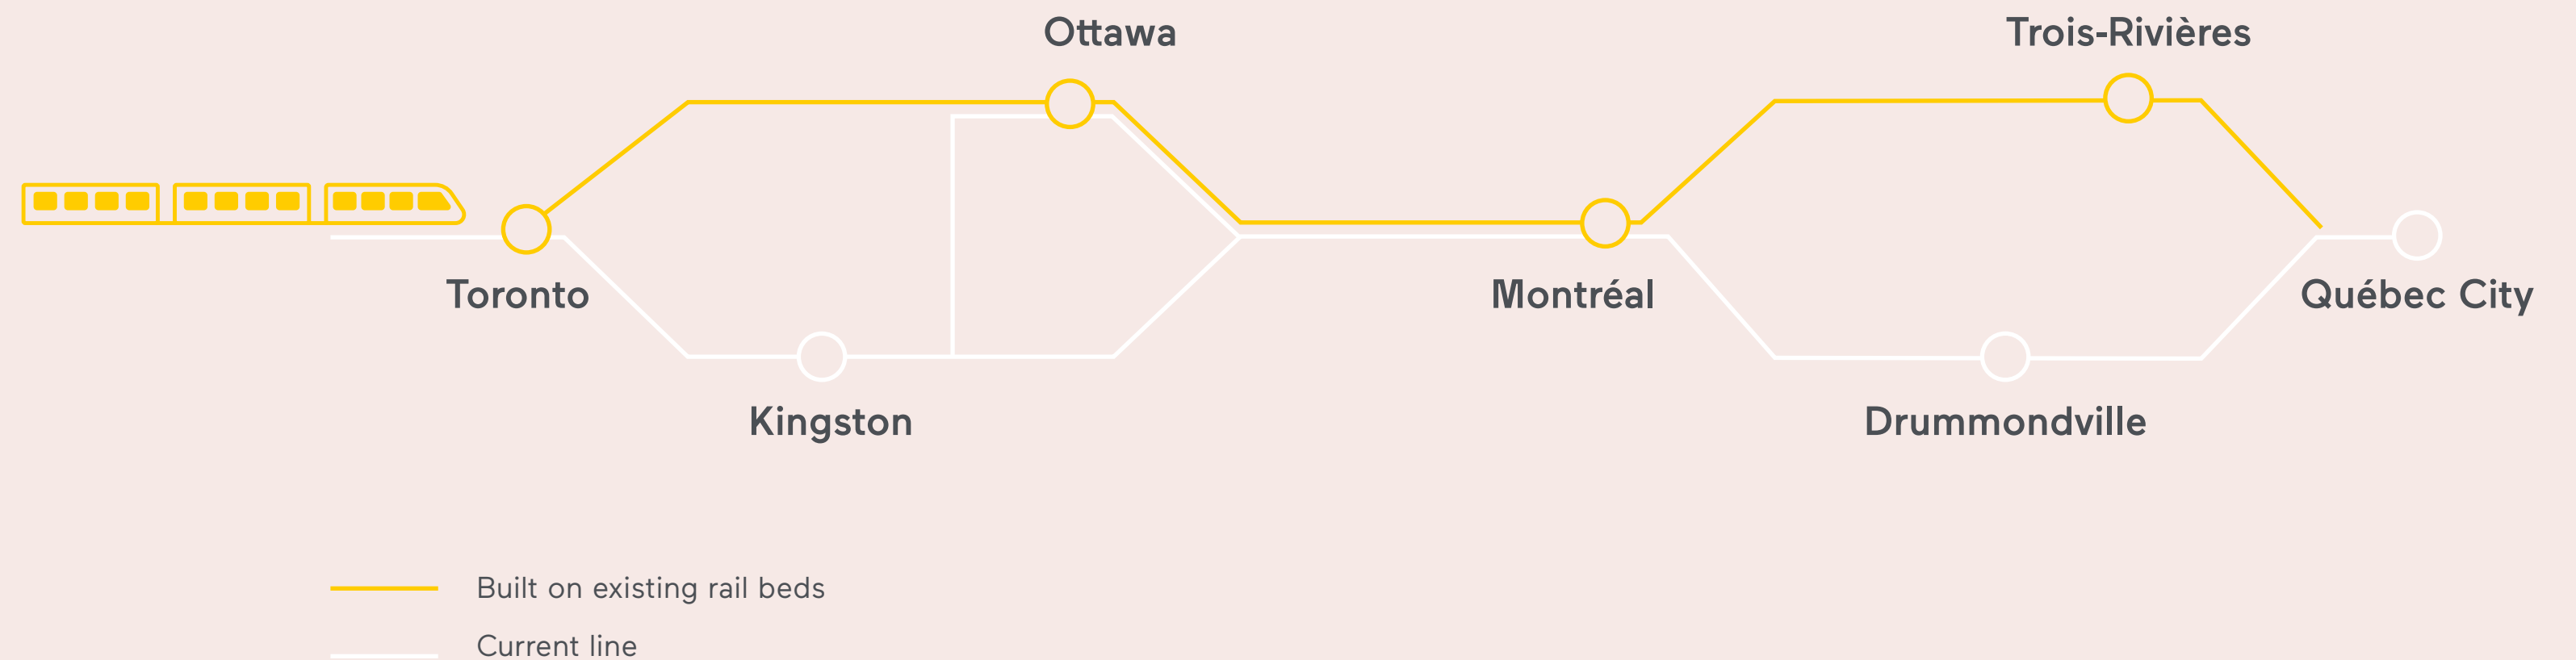 Ottawa
Trois-Rivières
Toronto
Montréal
Québec City
Kingston
Drummondville
Built on existing rail beds
Current line